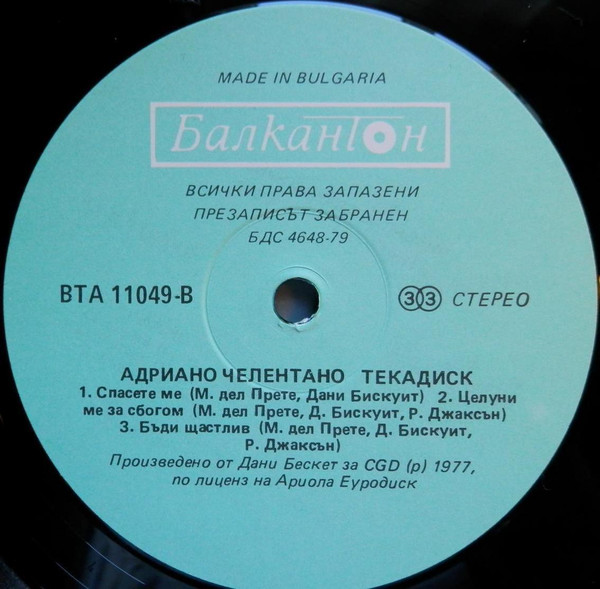 MADE IN BULGARIA
Балкантон
ВСИЧКИ ПРАВА ЗАПАЗЕНИ
ПРЕЗАПИСЪТ ЗАБРАНЕН
БДС 4648-79
ВТА 11049-В
33 СТЕРЕО
АДРИАНО ЧЕЛЕНТАНО ТЕКАДИСК
1. Спасете ме (М. дел Прете, Дани Бискуит) 2. Целуни
ме за сбогом (М. дел Прете, Д. Бискуит, Р. Джаксън)
3. Бъди щастлив (М. дел Прете, Д. Бискуит,
Р. Джаксън)
Произведено от Дани Бескет за CGD (p) 1977,
по лиценз на Ариола Еуродиск